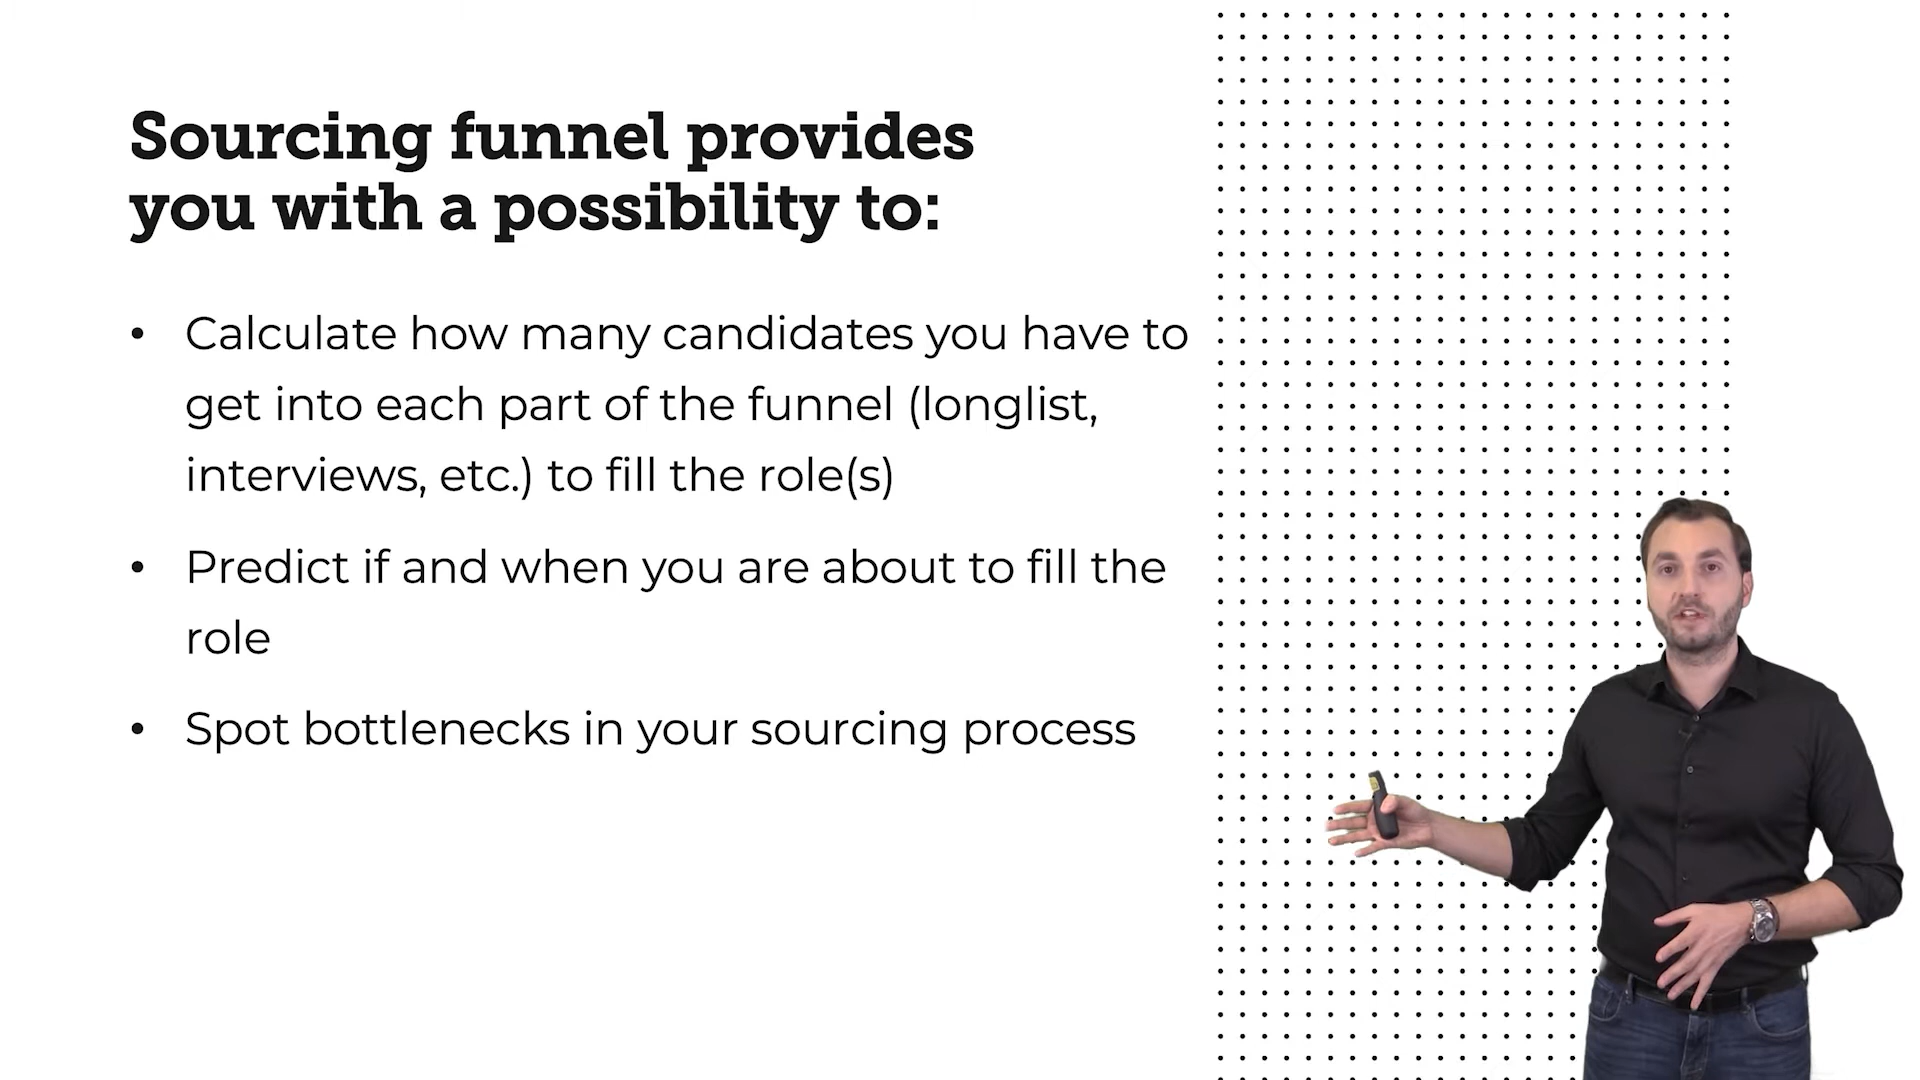 Sourcing funnel provides
you with a possibility to:
• Calculate how many candidates you have to
get into each part of the funnel (longlist,
interviews, etc.) to fill the role(s)
• Predict if and when you are about to fill the
role
• Spot bottlenecks in your sourcing process